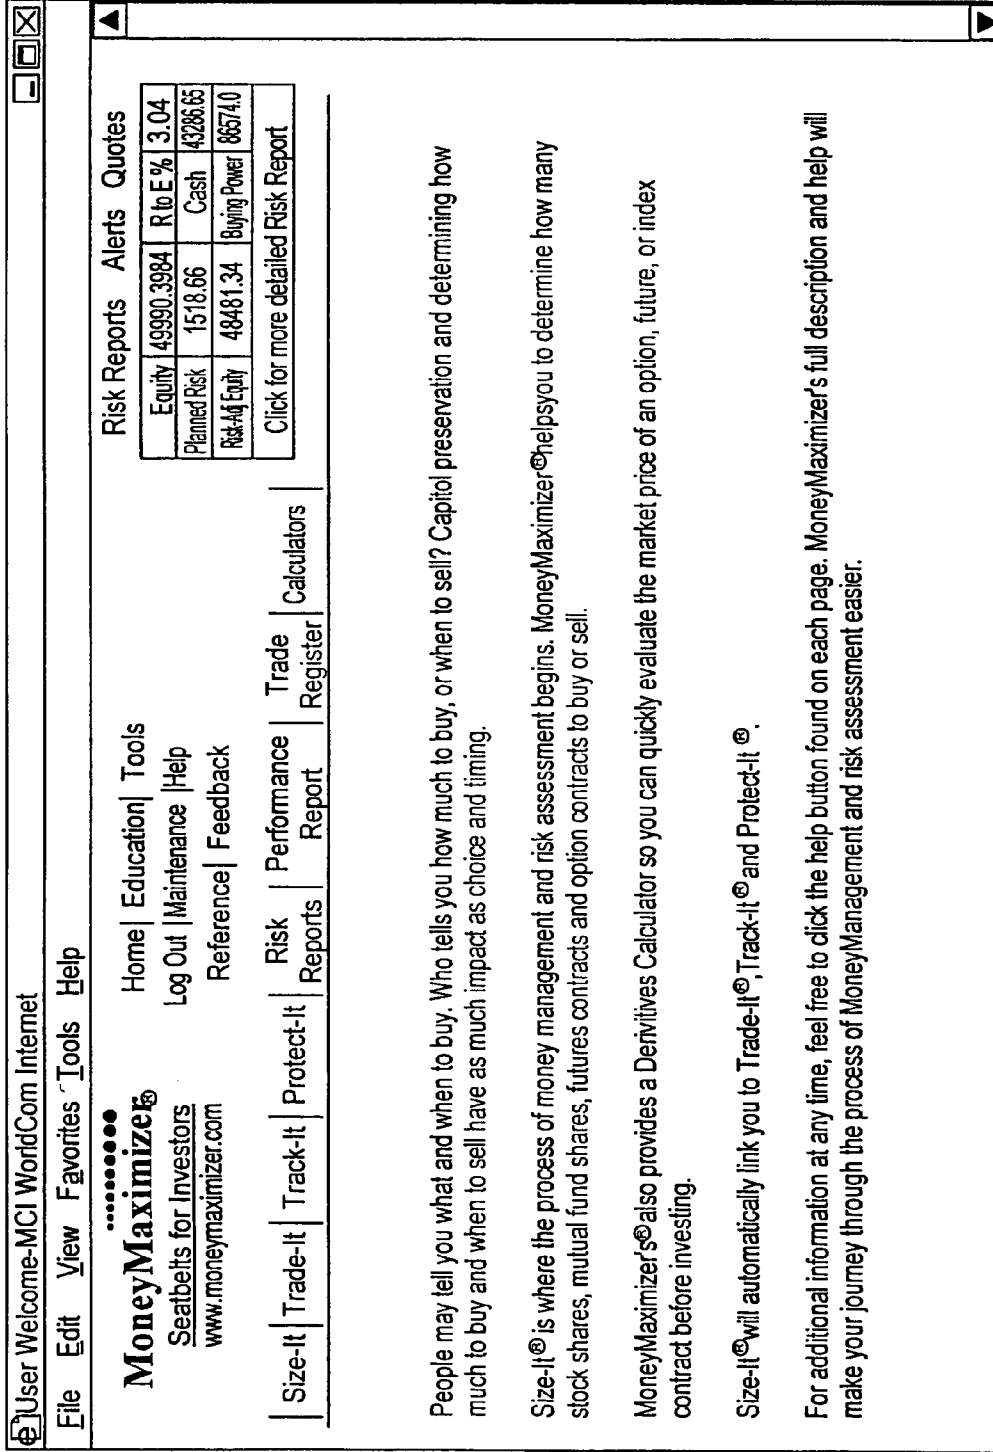 User Welcome-MCI WorldCom Internet
File Edit View Favorites Tools Help
MoneyMaximizer®
Seatbelts for Investors
www.moneymaximizer.com
Home| Education| Tools
Log Out |Maintenance |Help
Reference| Feedback
Risk Reports Alerts Quotes
Equity 49990.3984 R to E % 3.04
Planned Risk 1518.66 Cash 43286.65
Risk-Adj Equity 48481.34 Buying Power 86574.0
Click for more detailed Risk Report
| Size-It | Trade-It | Track-It | Protect-It | Risk Reports | Performance Report | Trade Register | Calculators |
People may tell you what and when to buy. Who tells you how much to buy, or when to sell? Capitol preservation and determining how
much to buy and when to sell have as much impact as choice and timing.
Size-It® is where the process of money management and risk assessment begins. MoneyMaximizer®helpsyou to determine how many
stock shares, mutual fund shares, futures contracts and option contracts to buy or sell.
MoneyMaximizer's®also provides a Derivitives Calculator so you can quickly evaluate the market price of an option, future, or index
contract before investing.
Size-It®will automatically link you to Trade-It®,Track-It®and Protect-It ®.
For additional information at any time, feel free to click the help button found on each page. MoneyMaximizer's full description and help will
make your journey through the process of MoneyManagement and risk assessment easier.